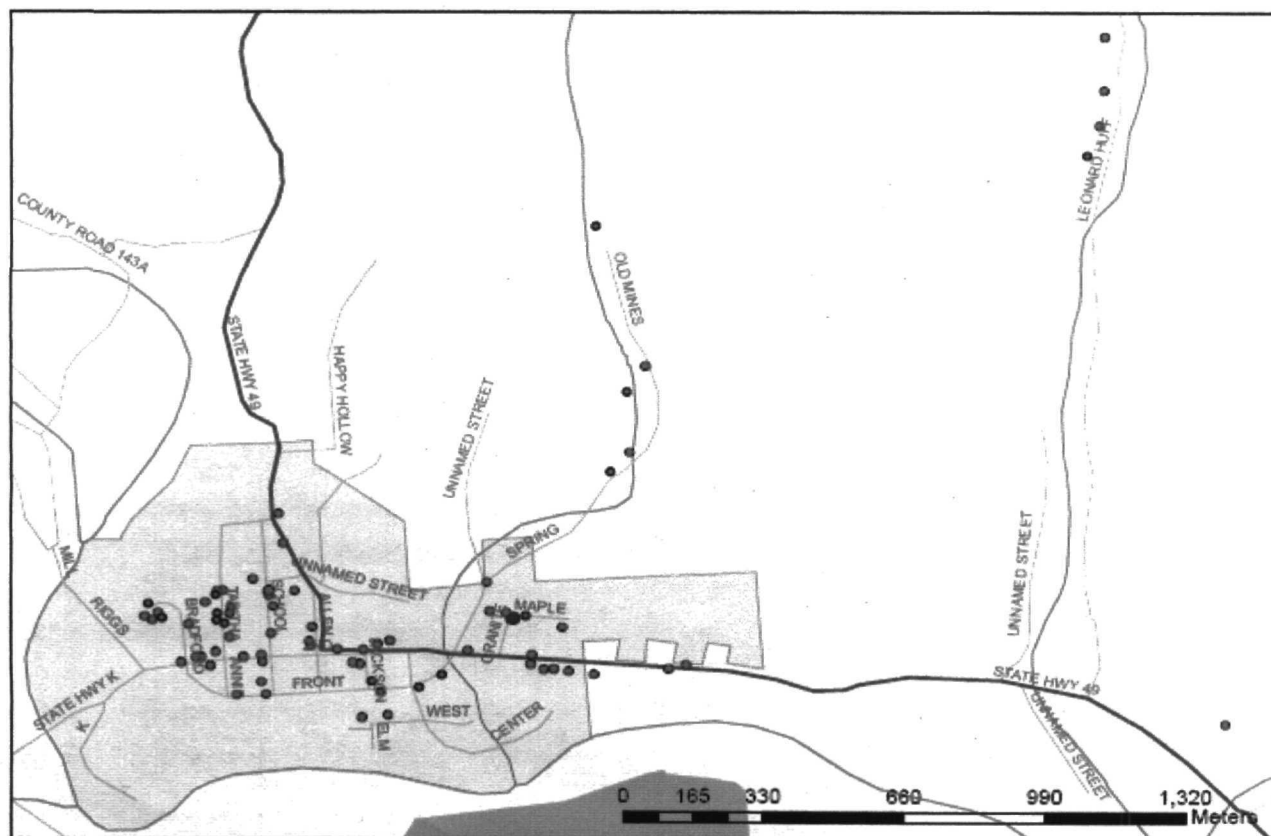 COUNTY ROAD 143A
STATE HWY 49
HAPPY HOLLOW
UNNAMED STREET
OLD MINES
LEONARD HUFF
SPRING
UNNAMED STREET
UNNAMED STREET
RIGGS
BRADFORD
SCHOOL
ALLEN
MAPLE
STATE HWY K
K
ANN
FRONT
WEST
ELM
CENTER
STATE HWY 49
UNNAMED STREET
0 165 330 660 990 1,320
Meters